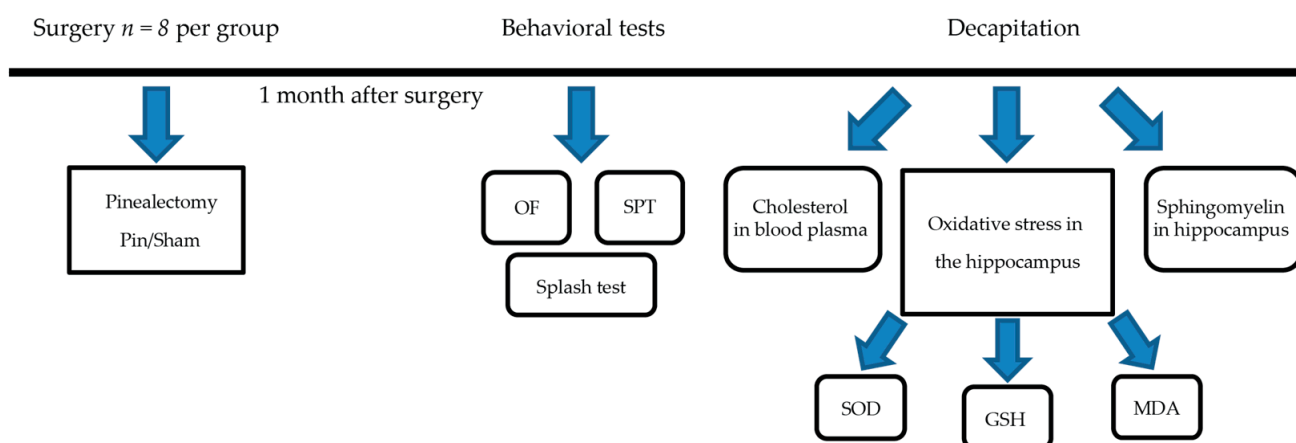 Surgery n = 8 per group
Behavioral tests
Decapitation
1 month after surgery
Pinealectomy
Pin/Sham
OF
SPT
Splash test
Cholesterol
in blood plasma
Oxidative stress in
the hippocampus
Sphingomyelin
in hippocampus
SOD
GSH
MDA